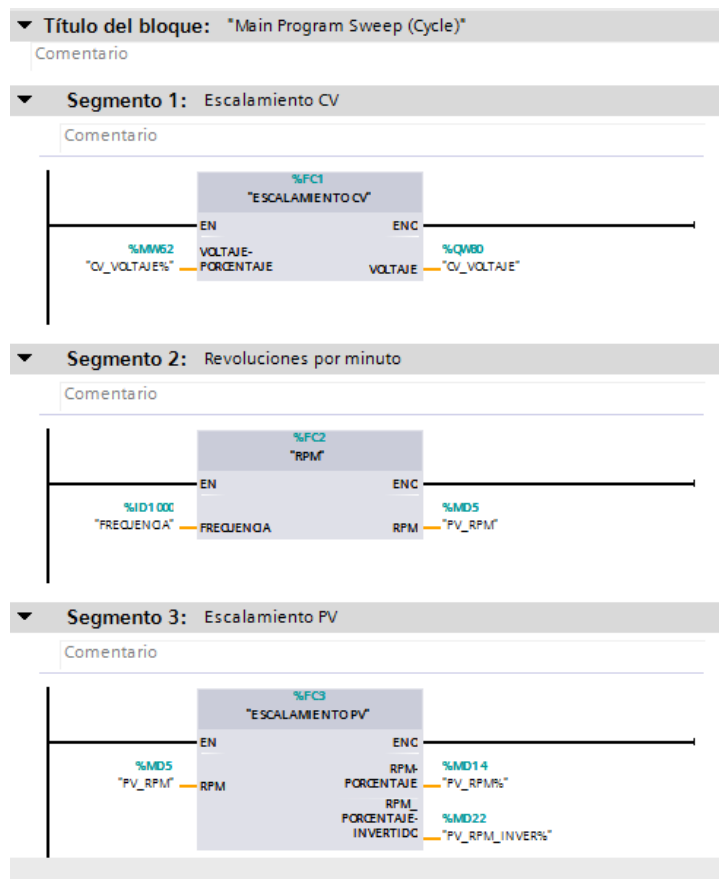 Título del bloque: "Main Program Sweep (Cycle)"
Comentario
Segmento 1: Escalamiento CV
Comentario
%FC1
"ESCALAMIENTO CV"
EN ENO
%MW62 VOLTAJE- %QW80
"CV_VOLTAJE%" PORCENTAJE VOLTAJE "CV_VOLTAJE"
Segmento 2: Revoluciones por minuto
Comentario
%FC2
"RPM"
EN ENO
%ID1000 %MD5
"FRECUENCIA" FRECUENCIA RPM "PV_RPM"
Segmento 3: Escalamiento PV
Comentario
%FC3
"ESCALAMIENTO PV"
EN ENO
%MD5 RPM- %MD14
"PV_RPM" RPM PORCENTAJE "PV_RPM%"
RPM_
PORCENTAJE- %MD22
INVERTIDO "PV_RPM_INVER%"